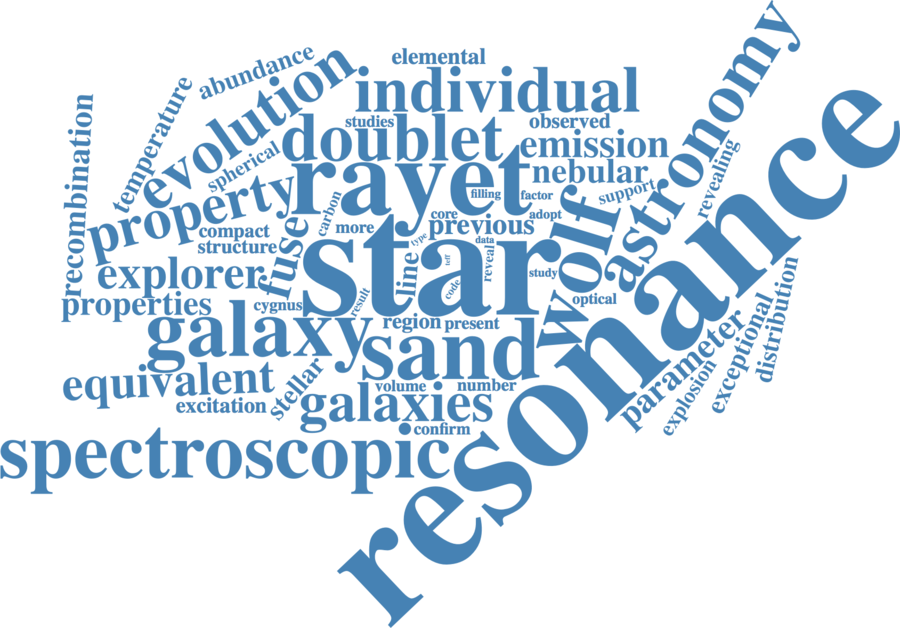 elemental
abundance
evolution
individual
astronomy
resonance
studies
observed
doublet
emission
recombination
temperature
spherical
rayet
nebular
property
filling
factor
support
revealing
carbon
core
adopt
compact
more
previous
wolf
structure
fuse
star
type
data
line
teff
reveal
study
explorer
code
properties
cygnus
result
optical
galaxy
region
present
sand
distribution
exceptional
parameter
explosion
equivalent
stellar
volume
number
excitation
galaxies
confirm
spectroscopic